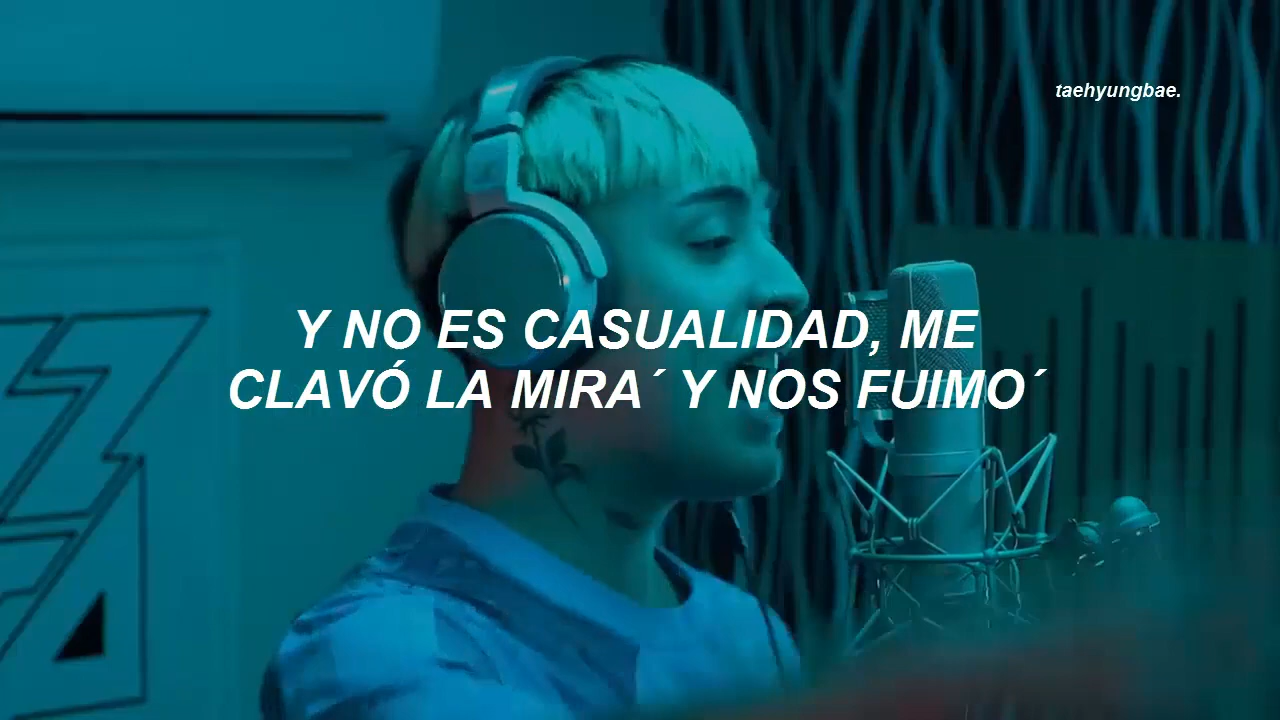 taehyungbae.
Y NO ES CASUALIDAD, ME
CLAVÓ LA MIRA´ Y NOS FUIMO´